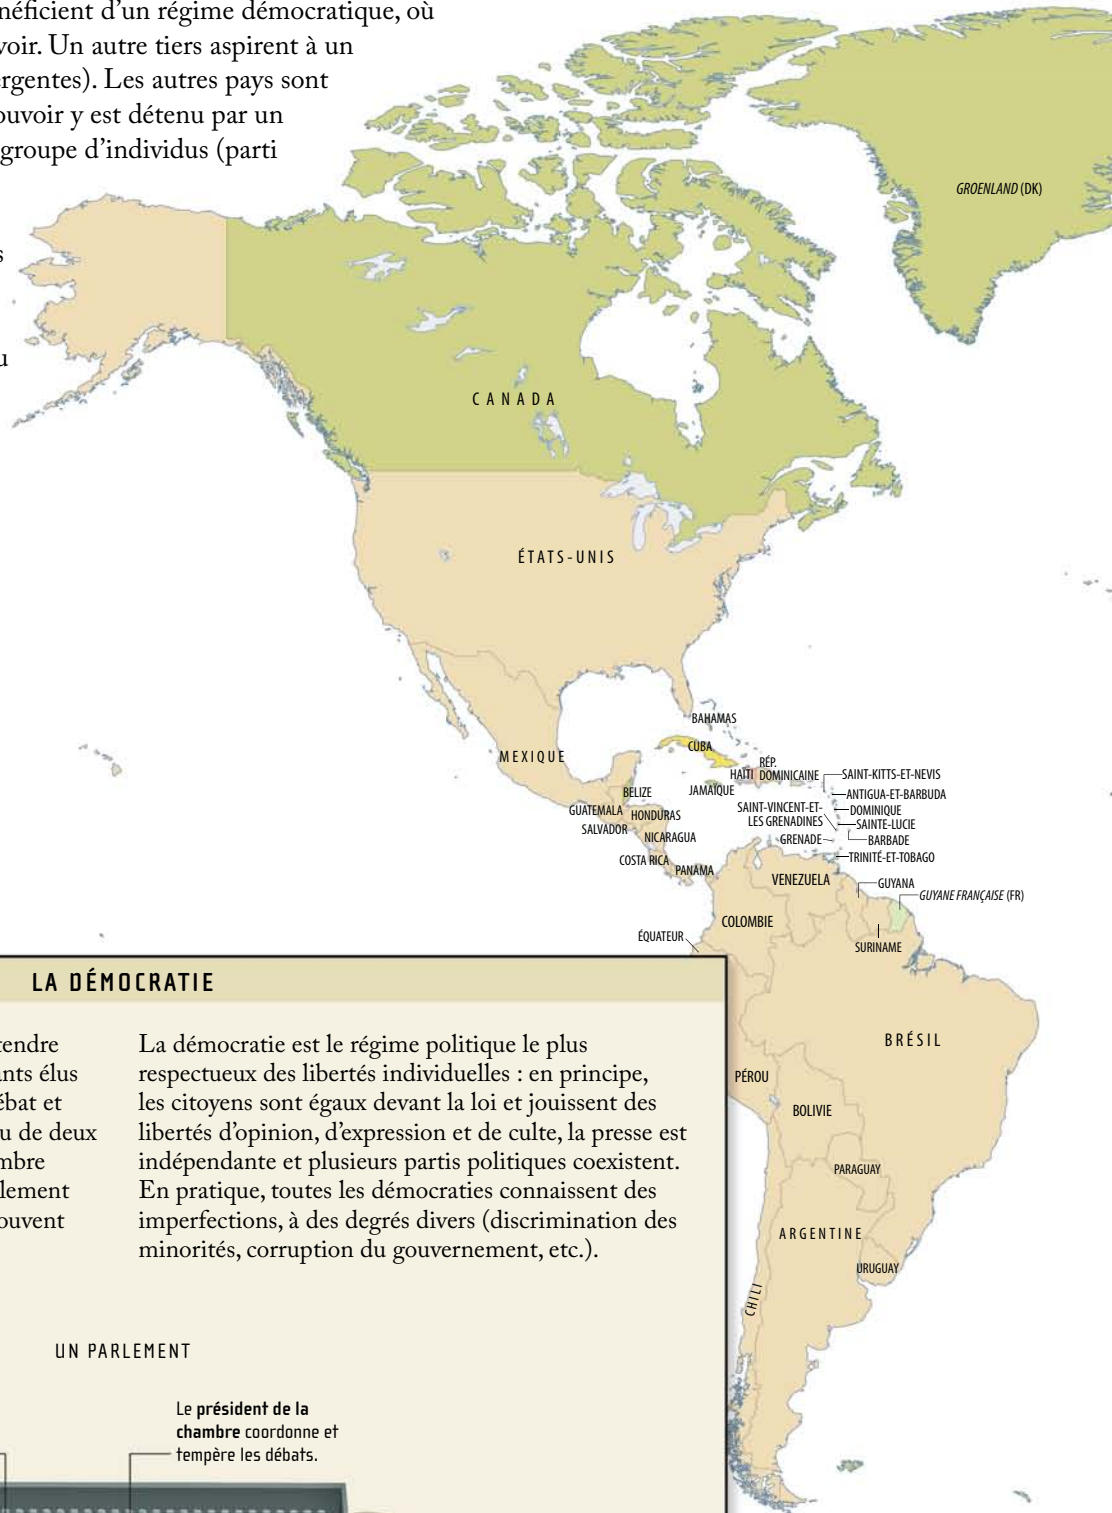 néficient d'un régime démocratique, où
voir. Un autre tiers aspirent à un
ergentes). Les autres pays sont
ouvoir y est détenu par un
groupe d'individus (parti
s
u
GROENLAND (DK)
CANADA
ÉTATS-UNIS
BAHAMAS
CUBA
MEXIQUE
RÉP.
HAÏTI DOMINICAINE
SAINT-KITTS-ET-NEVIS
BELIZE
JAMAÏQUE
ANTIGUA-ET-BARBUDA
GUATEMALA
HONDURAS
SAINT-VINCENT-ET-
LES GRENADINES
DOMINIQUE
SAINTE-LUCIE
SALVADOR
NICARAGUA
GRENADE
BARBADE
COSTA RICA
PANAMA
TRINITÉ-ET-TOBAGO
VENEZUELA
GUYANA
GUYANE FRANÇAISE (FR)
COLOMBIE
ÉQUATEUR
SURINAME
BRÉSIL
PÉROU
BOLIVIE
PARAGUAY
ARGENTINE
URUGUAY
CHILI
LA DÉMOCRATIE
tendre
ants élus
ébat et
u de deux
mbre
lement
ouvent
La démocratie est le régime politique le plus
respectueux des libertés individuelles : en principe,
les citoyens sont égaux devant la loi et jouissent des
libertés d'opinion, d'expression et de culte, la presse est
indépendante et plusieurs partis politiques coexistent.
En pratique, toutes les démocraties connaissent des
imperfections, à des degrés divers (discrimination des
minorités, corruption du gouvernement, etc.).
UN PARLEMENT
Le président de la
chambre coordonne et
tempère les débats.